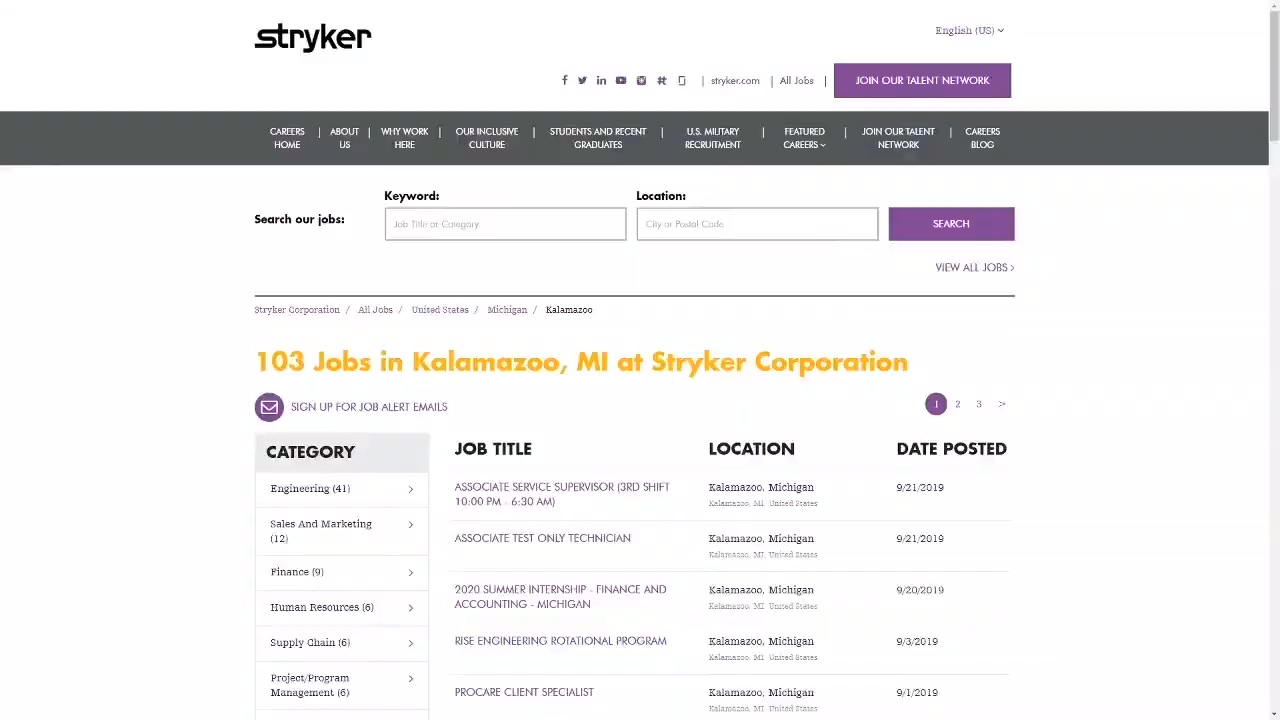 stryker
English (US)
stryker.com | All Jobs | JOIN OUR TALENT NETWORK
CAREERS HOME | ABOUT US | WHY WORK HERE | OUR INCLUSIVE CULTURE | STUDENTS AND RECENT GRADUATES | U.S. MILITARY RECRUITMENT | FEATURED CAREERS | JOIN OUR TALENT NETWORK | CAREERS BLOG
Keyword: Location:
Search our jobs: Job Title or Category City or Postal Code SEARCH
VIEW ALL JOBS >
Stryker Corporation / All Jobs / United States / Michigan / Kalamazoo
103 Jobs in Kalamazoo, MI at Stryker Corporation
SIGN UP FOR JOB ALERT EMAILS 1 2 3 >
CATEGORY
Engineering (41)
Sales And Marketing
(12)
Finance (9)
Human Resources (6)
Supply Chain (6)
Project/Program
Management (6)
JOB TITLE LOCATION DATE POSTED
ASSOCIATE SERVICE SUPERVISOR (3RD SHIFT Kalamazoo, Michigan 9/21/2019
10:00 PM - 6:30 AM) Kalamazoo, MI, United States
ASSOCIATE TEST ONLY TECHNICIAN Kalamazoo, Michigan 9/21/2019
Kalamazoo, MI, United States
2020 SUMMER INTERNSHIP - FINANCE AND Kalamazoo, Michigan 9/20/2019
ACCOUNTING - MICHIGAN Kalamazoo, MI, United States
RISE ENGINEERING ROTATIONAL PROGRAM Kalamazoo, Michigan 9/3/2019
Kalamazoo, MI, United States
PROCARE CLIENT SPECIALIST Kalamazoo, Michigan 9/1/2019
Kalamazoo, MI, United States